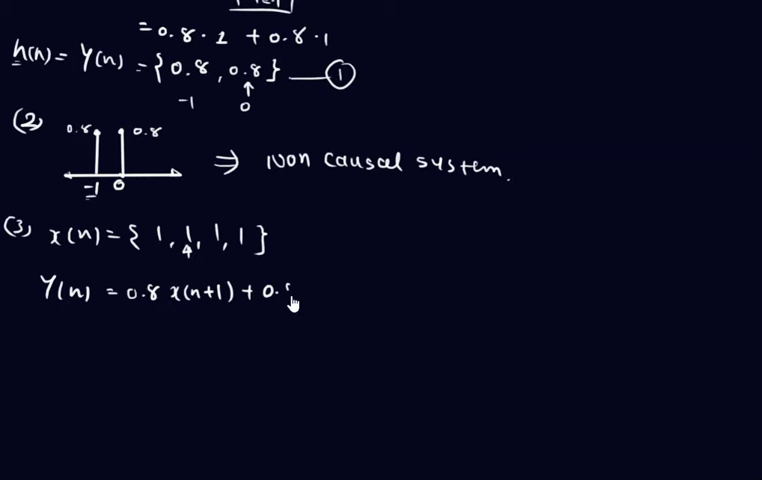 = 0.8 · 1 + 0.8 · 1
h(n) = Y(n) = { 0.8 , 0.8 } — 1
-1 0
(2)
0.8 0.8 ⇒ Non causal system.
-1 0
(3) x(n) = { 1, 1, 1, 1 }
Y(n) = 0.8 x(n+1) + 0.